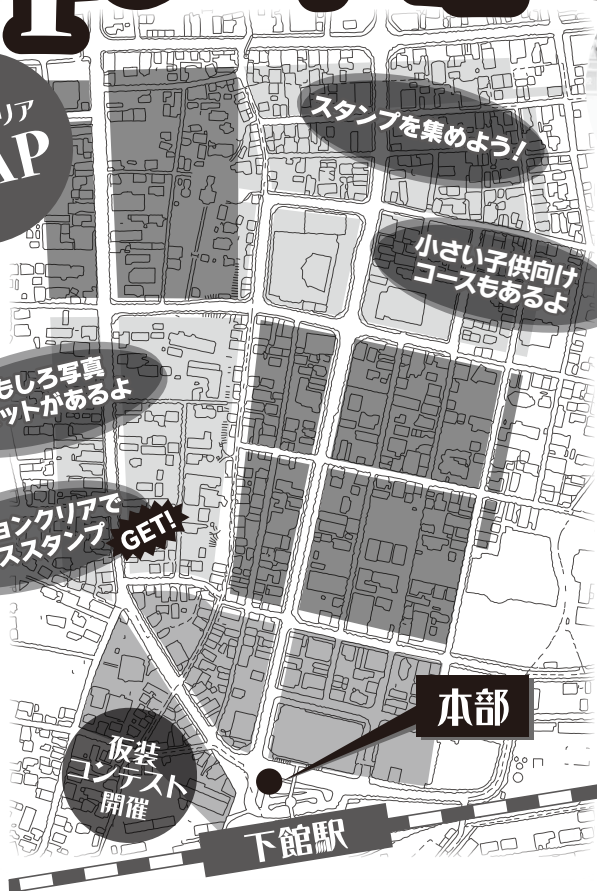 リア
AP
スタンプを集めよう！
小さい子供向け
コースもあるよ
もしろ写真
ットがあるよ
ョンクリアで
ススタンプ
GET!
本部
仮装
コンテスト
開催
下館駅